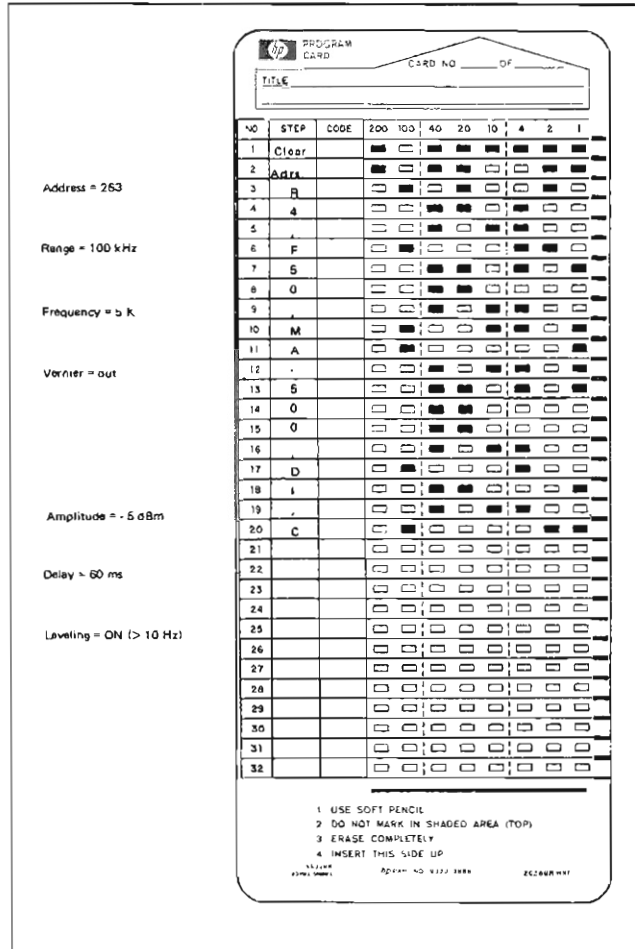 hp PROGRAM
CARD
CARD NO OF
TITLE
NO STEP CODE 200 100 40 20 10 4 2 1
1 Clear
2 Adrs
3 R
4 4
5 ,
6 F
7 5
8 0
9 ,
10 M
11 A
12 .
13 5
14 0
15 0
16 ,
17 D
18 1
19 ,
20 C
21
22
23
24
25
26
27
28
29
30
31
32
Address = 263
Range = 100 kHz
Frequency = 5 K
Vernier = out
Amplitude = - 5 dBm
Delay = 60 ms
Leveling = ON (> 10 Hz)
1 USE SOFT PENCIL
2 DO NOT MARK IN SHADED AREA (TOP)
3 ERASE COMPLETELY
4 INSERT THIS SIDE UP